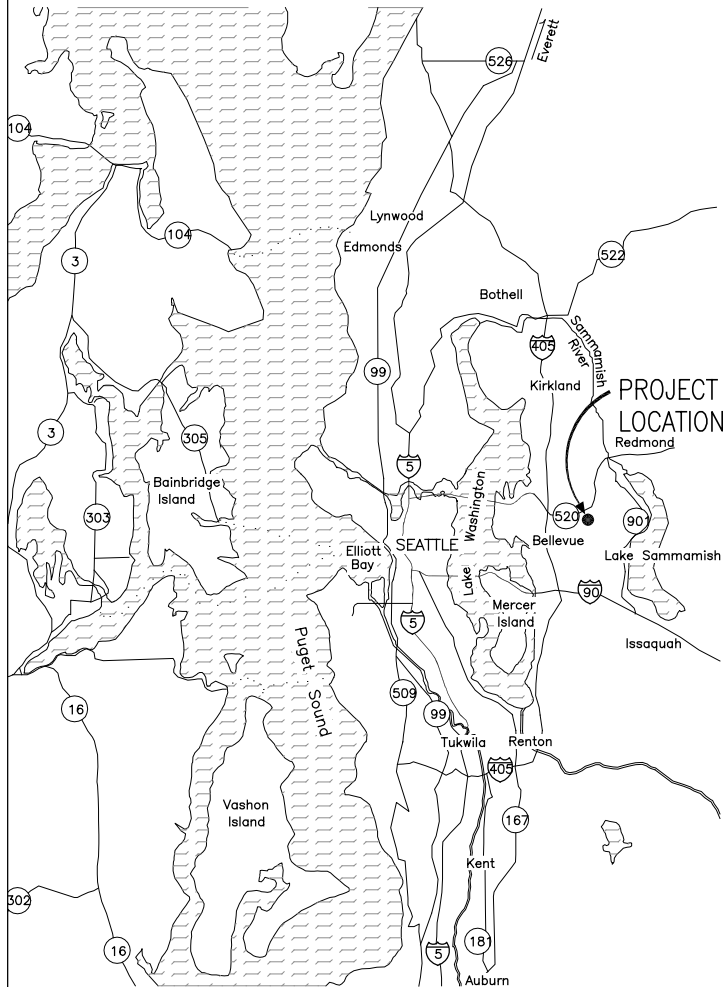 Everett
526
104
Lynwood
104
Edmonds
522
3
Bothell
Sammamish
River
405
99
Kirkland
PROJECT
LOCATION
3
305
Redmond
5
Bainbridge
Island
Lake Washington
303
520
901
SEATTLE
Bellevue
Elliott
Bay
Lake Sammamish
90
Mercer
Island
5
Issaquah
Puget Sound
509
16
99
Tukwila
Renton
405
Vashon
Island
167
Kent
302
16
181
5
Auburn